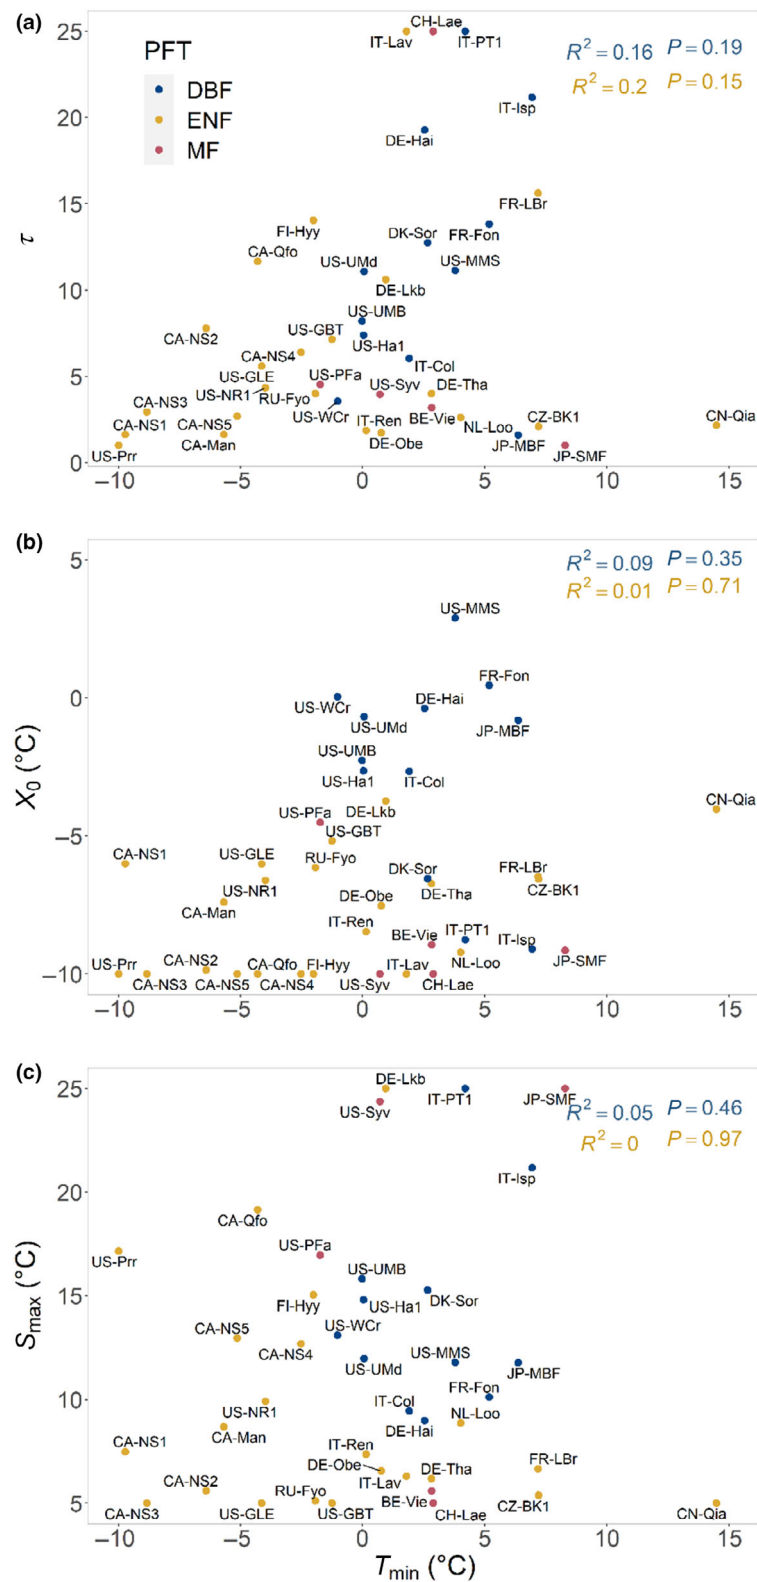 (a)
25
CH-Lae
IT-Lav IT-PT1
PFT
R² = 0.16 P = 0.19
DBF
R² = 0.2 P = 0.15
ENF
IT-Isp
MF
20
DE-Hai
FR-LBr
15
FI-Hyy DK-Sor FR-Fon
CA-Qfo US-UMd US-MMS
τ
10
DE-Lkb
US-UMB
CA-NS2 US-GBT US-Ha1
CA-NS4 IT-Col
US-GLE US-PFa US-Syv DE-Tha
5
CA-NS3 US-NR1 RU-Fyo
CA-NS1 CA-NS5 US-WCr IT-Ren BE-Vie NL-Loo CZ-BK1 CN-Qia
US-Prr CA-Man DE-Obe JP-MBF JP-SMF
0
−10 −5 0 5 10 15
(b)
5
R² = 0.09 P = 0.35
R² = 0.01 P = 0.71
US-MMS
FR-Fon
0
US-WCr DE-Hai
US-UMd JP-MBF
US-UMB
US-Ha1 IT-Col
X₀ (°C)
US-PFa DE-Lkb CN-Qia
US-GBT
−5
CA-NS1 US-GLE RU-Fyo
US-NR1 DK-Sor FR-LBr
CA-Man DE-Obe DE-Tha CZ-BK1
IT-Ren BE-Vie IT-PT1 IT-Isp
US-Prr CA-NS2 CA-Qfo FI-Hyy IT-Lav NL-Loo JP-SMF
−10
CA-NS3 CA-NS5 CA-NS4 US-Syv CH-Lae
−10 −5 0 5 10 15
(c)
DE-Lkb
25
US-Syv IT-PT1 JP-SMF
R² = 0.05 P = 0.46
R² = 0 P = 0.97
IT-Isp
20
CA-Qfo
US-Prr US-PFa
US-UMB
15
FI-Hyy US-Ha1 DK-Sor
CA-NS5 US-WCr
CA-NS4 US-UMd US-MMS JP-MBF
Smax (°C)
FR-Fon
10
US-NR1 IT-Col NL-Loo
CA-NS1 CA-Man DE-Hai
IT-Ren
DE-Obe DE-Tha FR-LBr
CA-NS2 RU-Fyo IT-Lav
5
CA-NS3 US-GLE US-GBT BE-Vie CH-Lae CZ-BK1 CN-Qia
−10 −5 0 5 10 15
Tmin (°C)